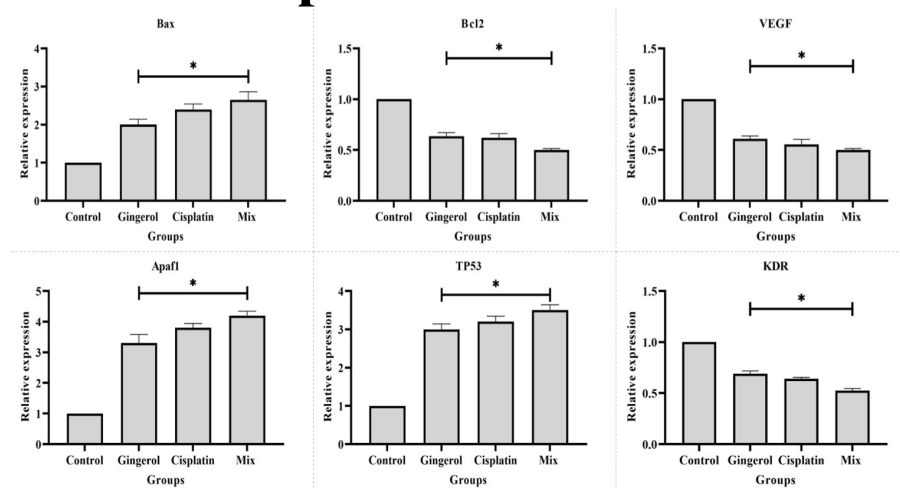 Bax
4
3
2
1
0
Relative expression
*
Control Gingerol Cisplatin Mix
Groups
Bcl2
1.5
1.0
0.5
0.0
Relative expression
*
Control Gingerol Cisplatin Mix
Groups
VEGF
1.5
1.0
0.5
0.0
Relative expression
*
Control Gingerol Cisplatin Mix
Groups
Apaf1
5
4
3
2
1
0
Relative expression
*
Control Gingerol Cisplatin Mix
Groups
TP53
4
3
2
1
0
Relative expression
*
Control Gingerol Cisplatin Mix
Groups
KDR
1.5
1.0
0.5
0.0
Relative expression
*
Control Gingerol Cisplatin Mix
Groups